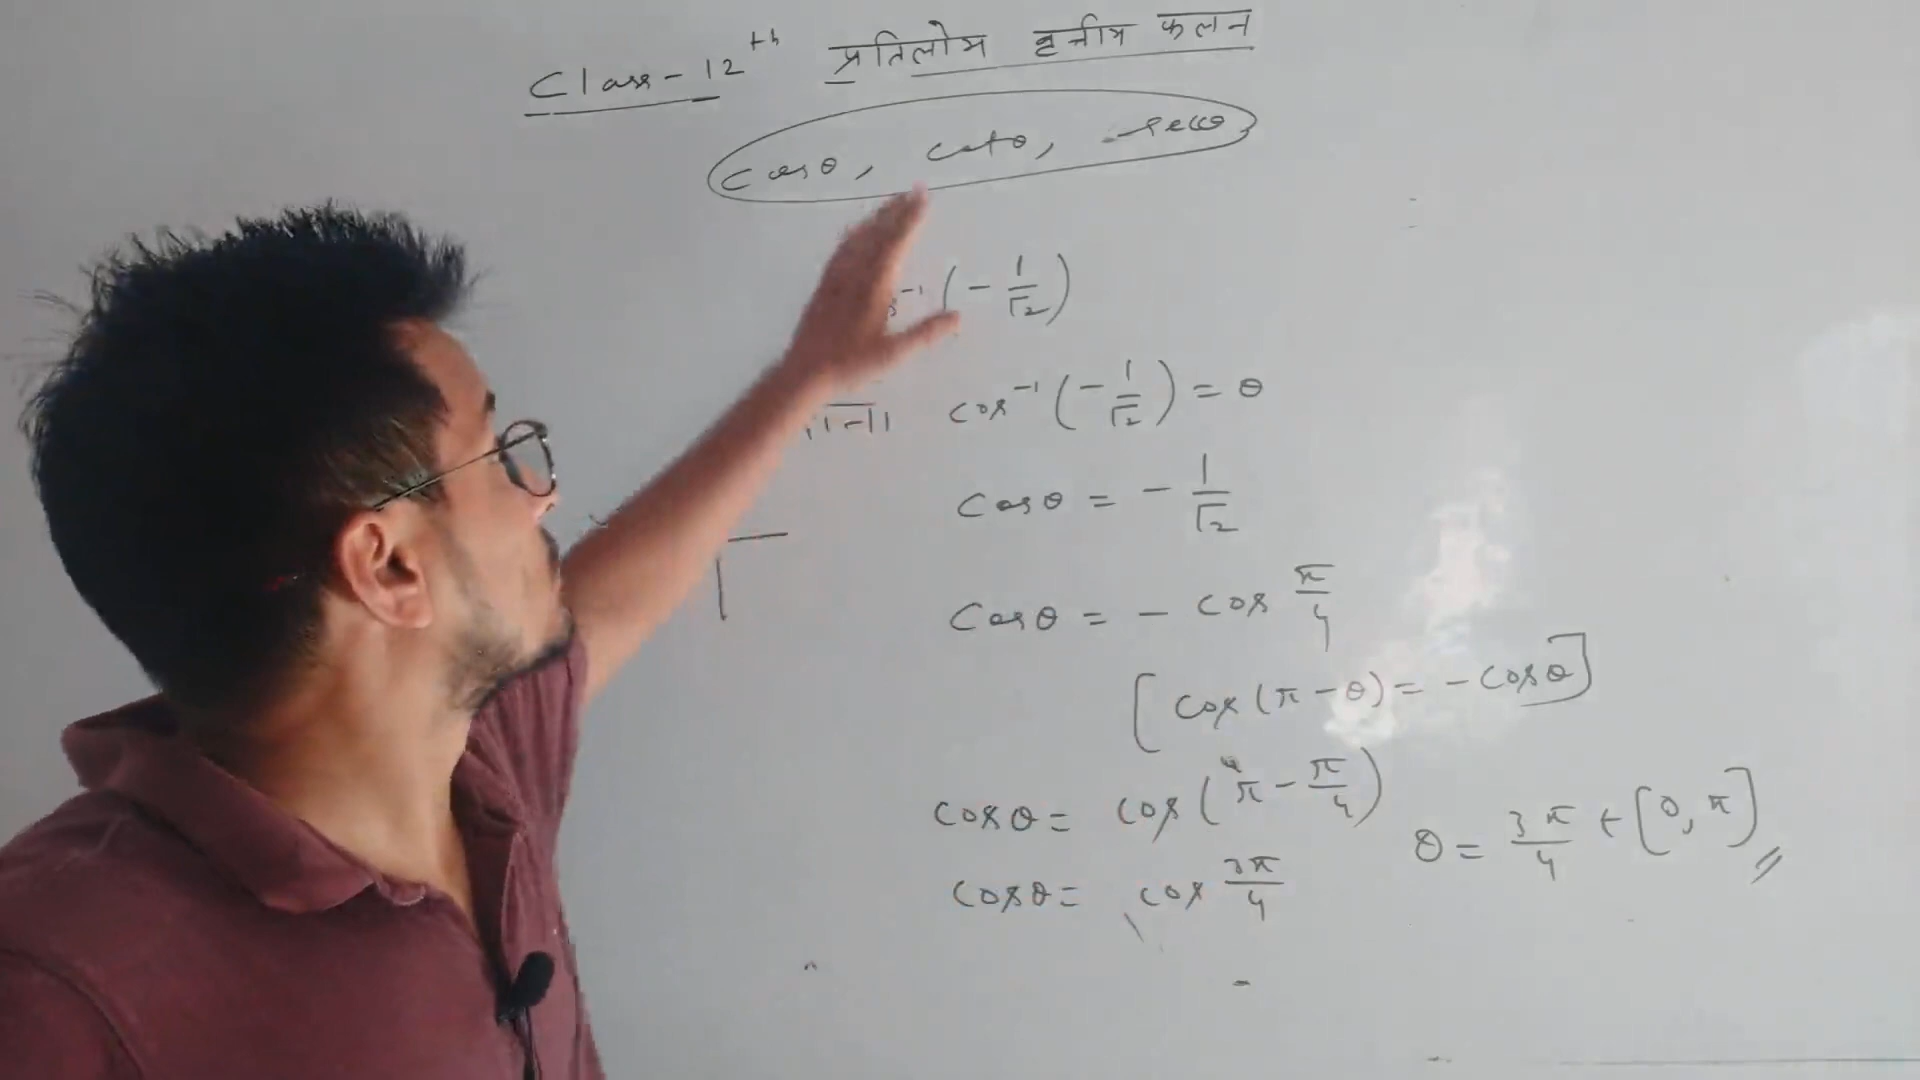 Class-12th प्रतिलोम वृत्तीय फलन
cosθ, cotθ, secθ
s⁻¹(-1/√2)
cos⁻¹(-1/√2) = θ
cosθ = - 1/√2
cosθ = - cos π/4
[cos(π-θ) = -cosθ]
cosθ = cos(π - π/4)
cosθ = cos 3π/4
θ = 3π/4 ∈ [0, π]